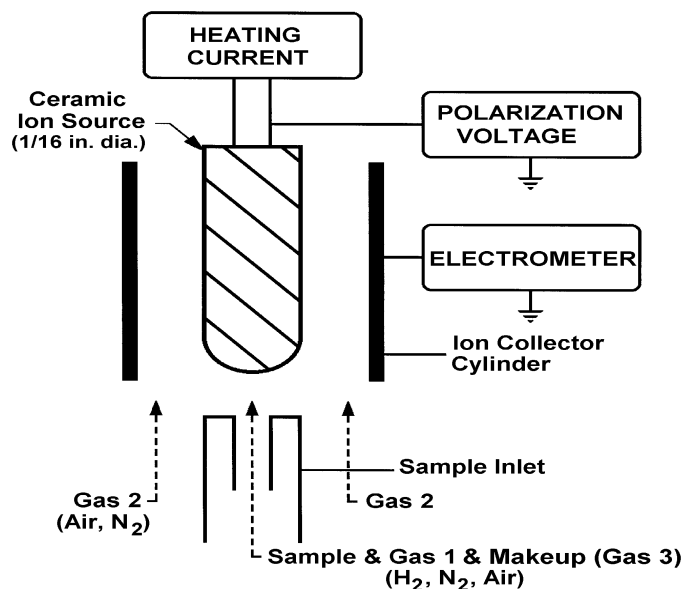 HEATING
CURRENT
Ceramic
Ion Source
(1/16 in. dia.)
POLARIZATION
VOLTAGE
ELECTROMETER
Ion Collector
Cylinder
Sample Inlet
Gas 2
(Air, N₂)
Gas 2
Sample & Gas 1 & Makeup (Gas 3)
(H₂, N₂, Air)